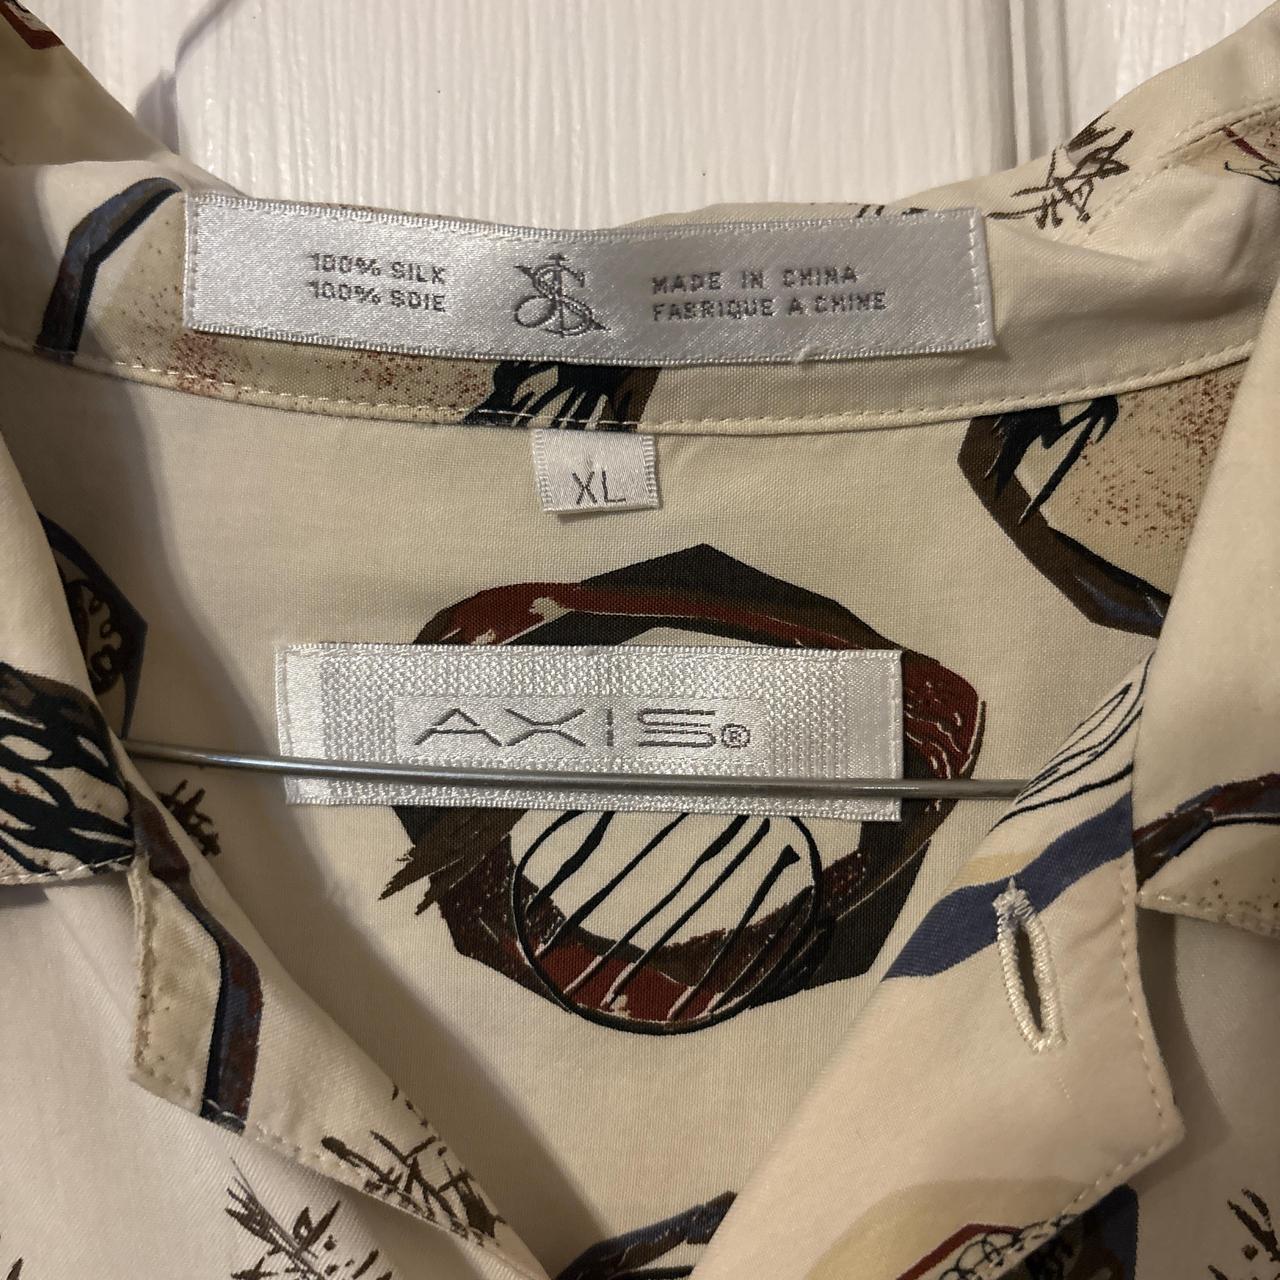 100% SILK
100% SOIE
MADE IN CHINA
FABRIQUE A CHINE
XL
AXIS®